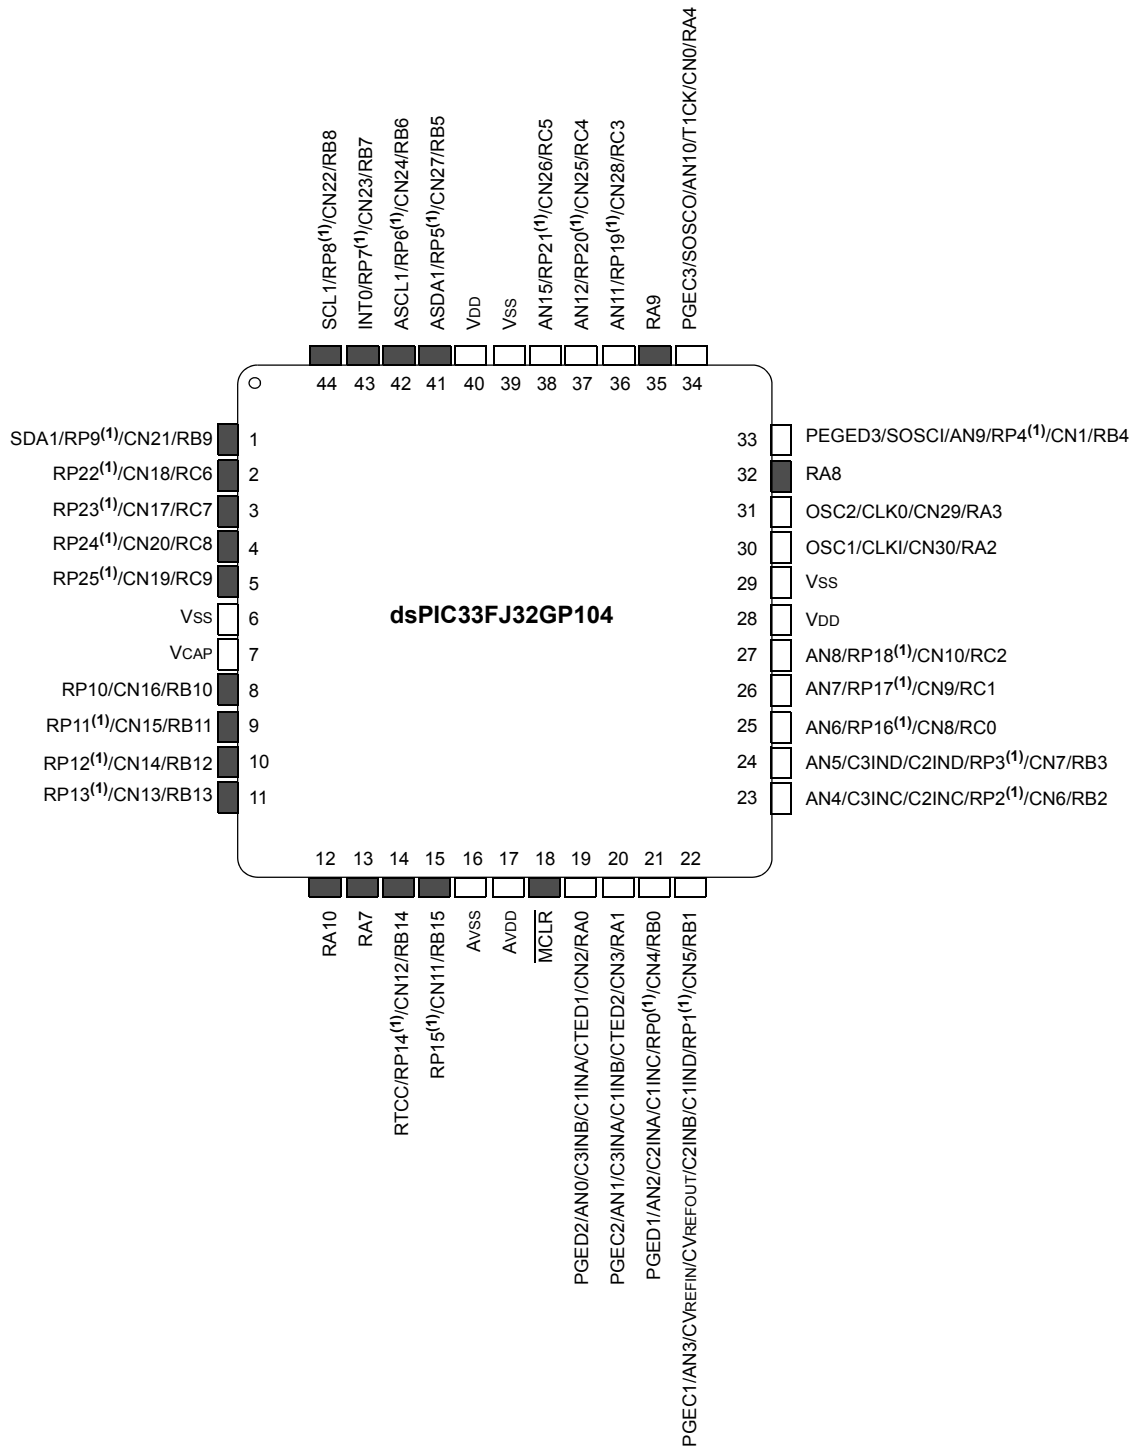 SCL1/RP8(1)/CN22/RB8
INT0/RP7(1)/CN23/RB7
ASCL1/RP6(1)/CN24/RB6
ASDA1/RP5(1)/CN27/RB5
VDD
VSS
AN15/RP21(1)/CN26/RC5
AN12/RP20(1)/CN25/RC4
AN11/RP19(1)/CN28/RC3
RA9
PGEC3/SOSCO/AN10/T1CK/CN0/RA4
44 43 42 41 40 39 38 37 36 35 34
SDA1/RP9(1)/CN21/RB9 1
RP22(1)/CN18/RC6 2
RP23(1)/CN17/RC7 3
RP24(1)/CN20/RC8 4
RP25(1)/CN19/RC9 5
VSS 6
VCAP 7
RP10/CN16/RB10 8
RP11(1)/CN15/RB11 9
RP12(1)/CN14/RB12 10
RP13(1)/CN13/RB13 11
dsPIC33FJ32GP104
33 PEGED3/SOSCI/AN9/RP4(1)/CN1/RB4
32 RA8
31 OSC2/CLK0/CN29/RA3
30 OSC1/CLKI/CN30/RA2
29 VSS
28 VDD
27 AN8/RP18(1)/CN10/RC2
26 AN7/RP17(1)/CN9/RC1
25 AN6/RP16(1)/CN8/RC0
24 AN5/C3IND/C2IND/RP3(1)/CN7/RB3
23 AN4/C3INC/C2INC/RP2(1)/CN6/RB2
12 13 14 15 16 17 18 19 20 21 22
RA10
RA7
RTCC/RP14(1)/CN12/RB14
RP15(1)/CN11/RB15
AVSS
AVDD
MCLR
PGED2/AN0/C3INB/C1INA/CTED1/CN2/RA0
PGEC2/AN1/C3INA/C1INB/CTED2/CN3/RA1
PGED1/AN2/C2INA/C1INC/RP0(1)/CN4/RB0
PGEC1/AN3/CVREFIN/CVREFOUT/C2INB/C1IND/RP1(1)/CN5/RB1